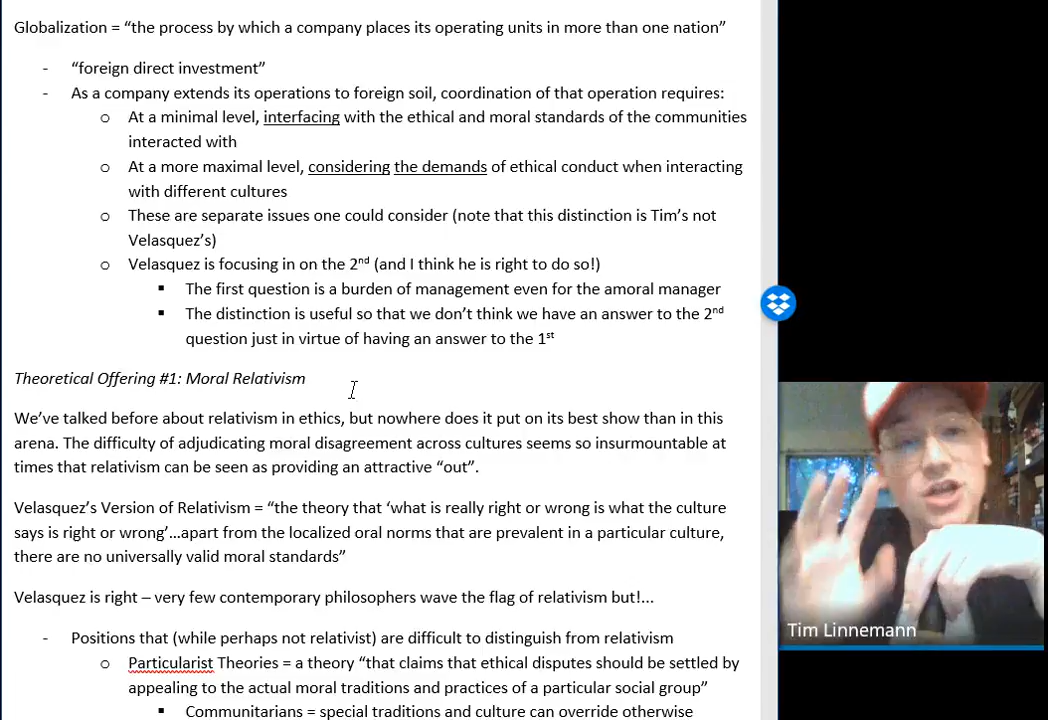 Globalization = “the process by which a company places its operating units in more than one nation”
- “foreign direct investment”
- As a company extends its operations to foreign soil, coordination of that operation requires:
o At a minimal level, interfacing with the ethical and moral standards of the communities
interacted with
o At a more maximal level, considering the demands of ethical conduct when interacting
with different cultures
o These are separate issues one could consider (note that this distinction is Tim’s not
Velasquez’s)
o Velasquez is focusing in on the 2nd (and I think he is right to do so!)
▪ The first question is a burden of management even for the amoral manager
▪ The distinction is useful so that we don’t think we have an answer to the 2nd
question just in virtue of having an answer to the 1st
Theoretical Offering #1: Moral Relativism
We’ve talked before about relativism in ethics, but nowhere does it put on its best show than in this
arena. The difficulty of adjudicating moral disagreement across cultures seems so insurmountable at
times that relativism can be seen as providing an attractive “out”.
Velasquez’s Version of Relativism = “the theory that ‘what is really right or wrong is what the culture
says is right or wrong’…apart from the localized oral norms that are prevalent in a particular culture,
there are no universally valid moral standards”
Velasquez is right – very few contemporary philosophers wave the flag of relativism but!...
- Positions that (while perhaps not relativist) are difficult to distinguish from relativism
o Particularist Theories = a theory “that claims that ethical disputes should be settled by
appealing to the actual moral traditions and practices of a particular social group”
▪ Communitarians = special traditions and culture can override otherwise
Tim Linnemann